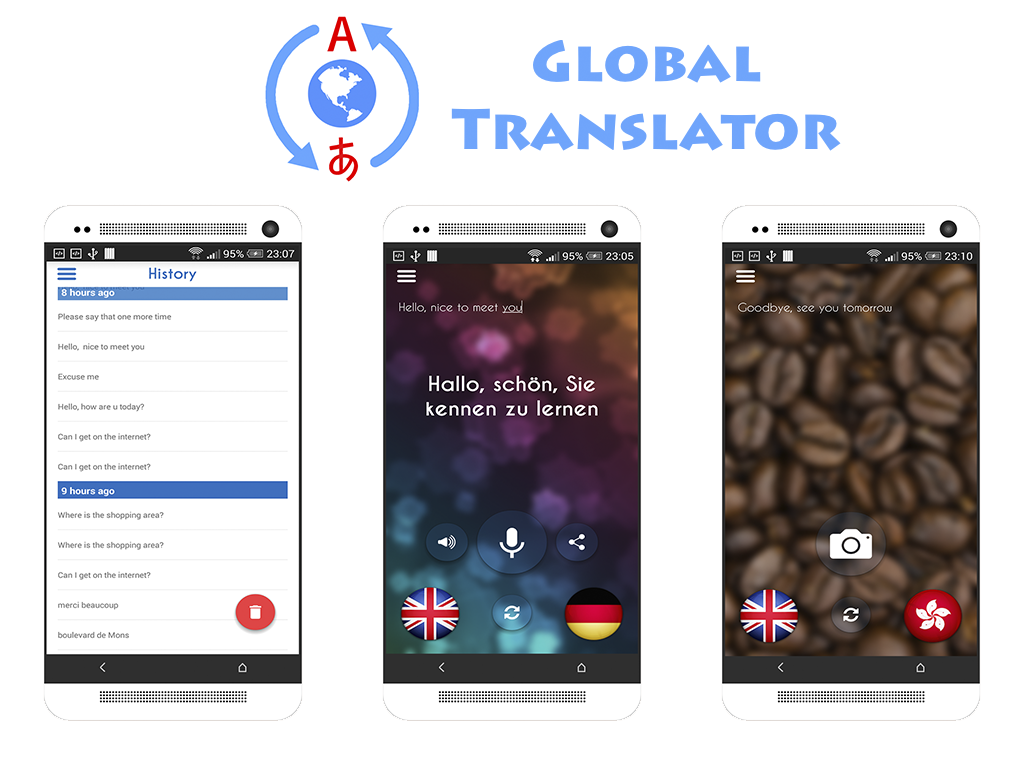 A
あ
GLOBAL
TRANSLATOR
95% 23:07
History
8 hours ago
Please say that one more time
Hello, nice to meet you
Excuse me
Hello, how are u today?
Can I get on the internet?
Can I get on the internet?
9 hours ago
Where is the shopping area?
Where is the shopping area?
Can I get on the internet?
merci beaucoup
boulevard de Mons
95% 23:05
Hello, nice to meet you
Hallo, schön, Sie
kennen zu lernen
95% 23:10
Goodbye, see you tomorrow